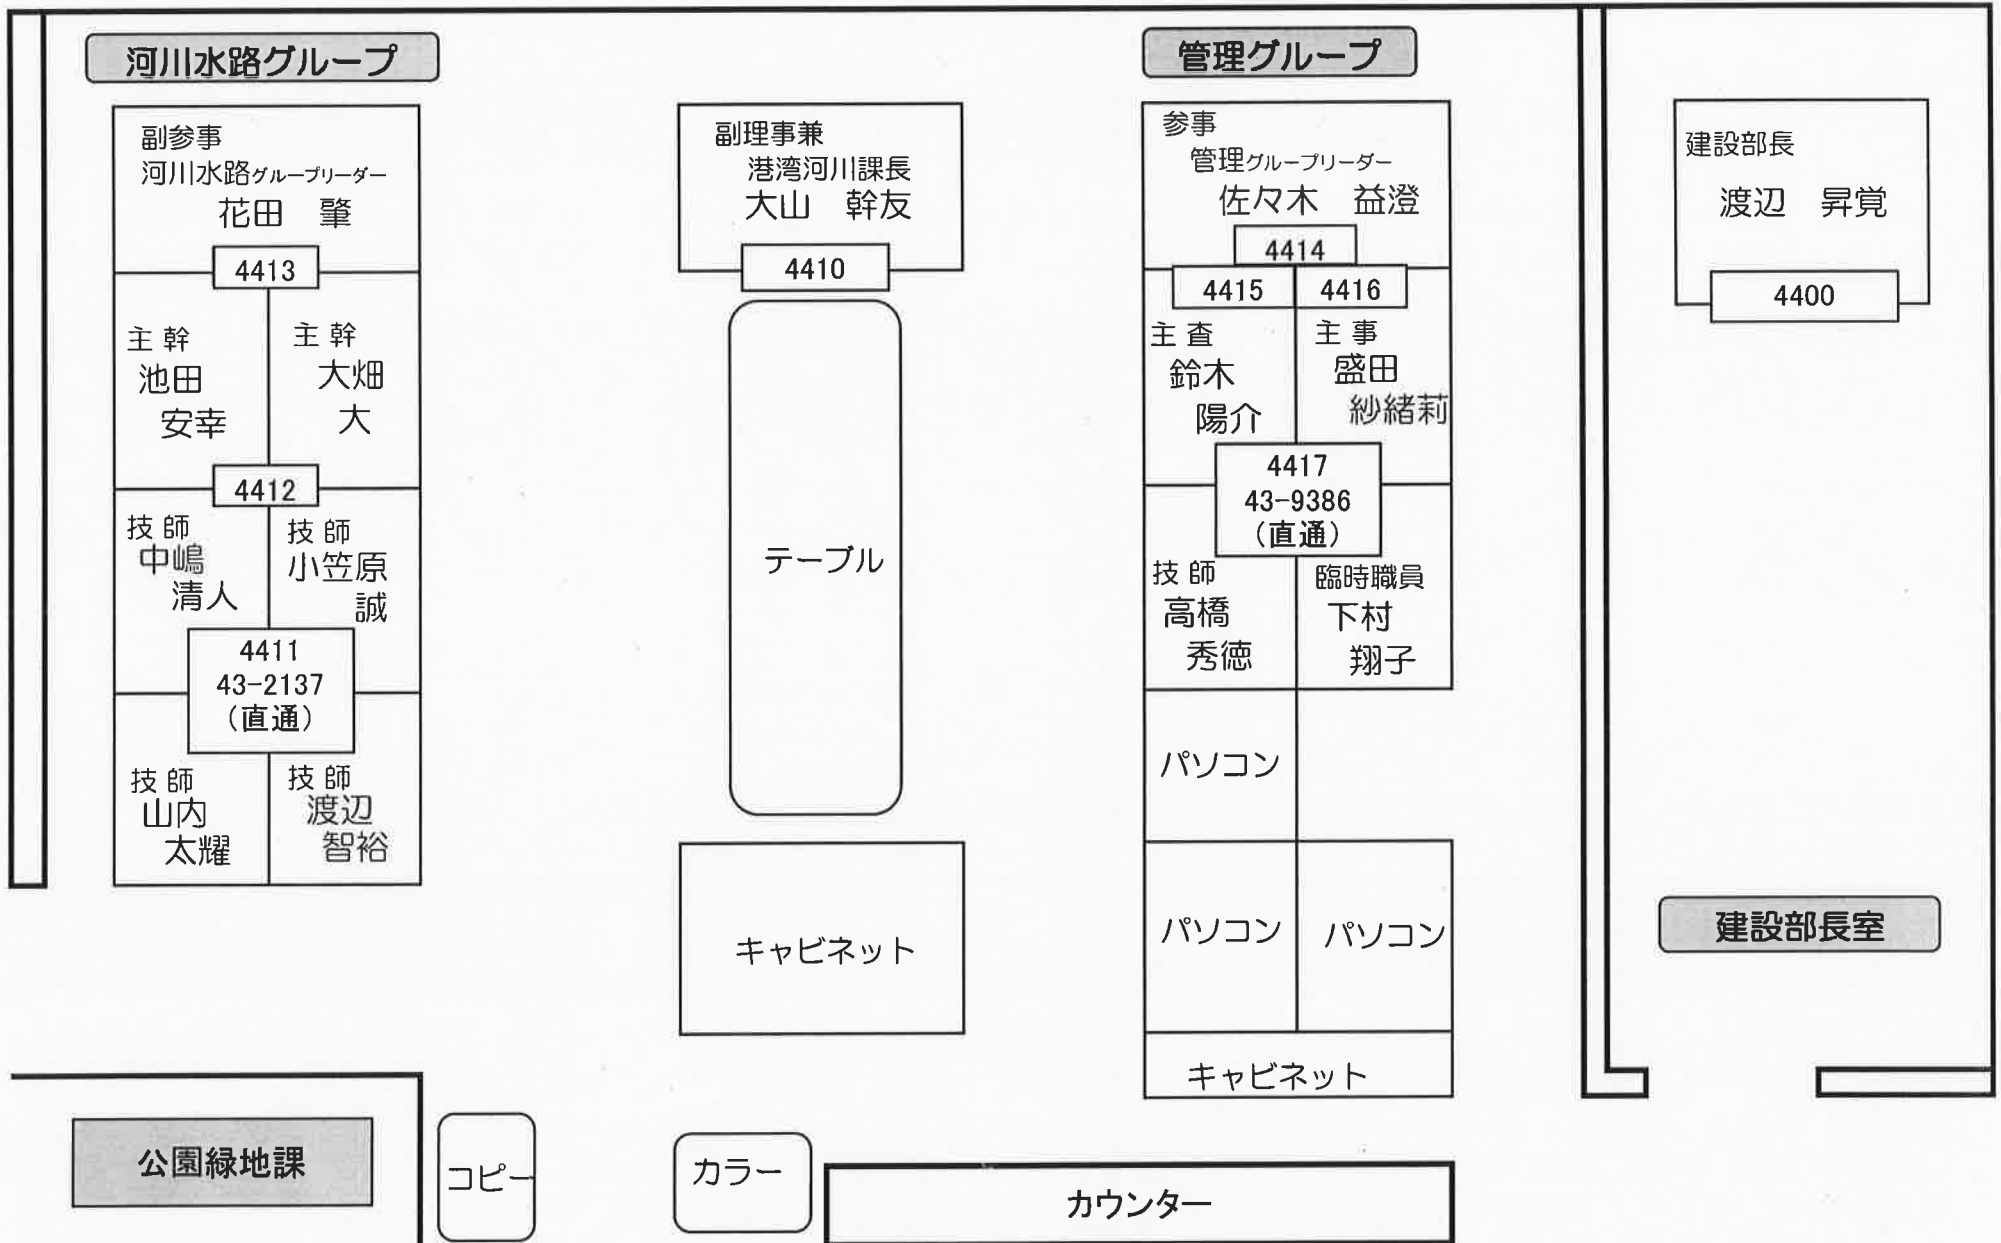 河川水路グループ
副参事
河川水路グループリーダー
花田　肇
4413
主 幹
池田
安幸
主 幹
大畑
大
4412
技 師
中嶋
清人
技 師
小笠原
誠
4411
43-2137
（直通）
技 師
山内
太耀
技 師
渡辺
智裕
副理事兼
港湾河川課長
大山　幹友
4410
テーブル
キャビネット
管理グループ
参事
管理グループリーダー
佐々木　益澄
4414
4415
4416
主 査
鈴木
陽介
主 事
盛田
紗緒莉
4417
43-9386
（直通）
技 師
高橋
秀徳
臨時職員
下村
翔子
パソコン
パソコン
パソコン
キャビネット
建設部長
渡辺　昇覚
4400
建設部長室
公園緑地課
コピー
カラー
カウンター